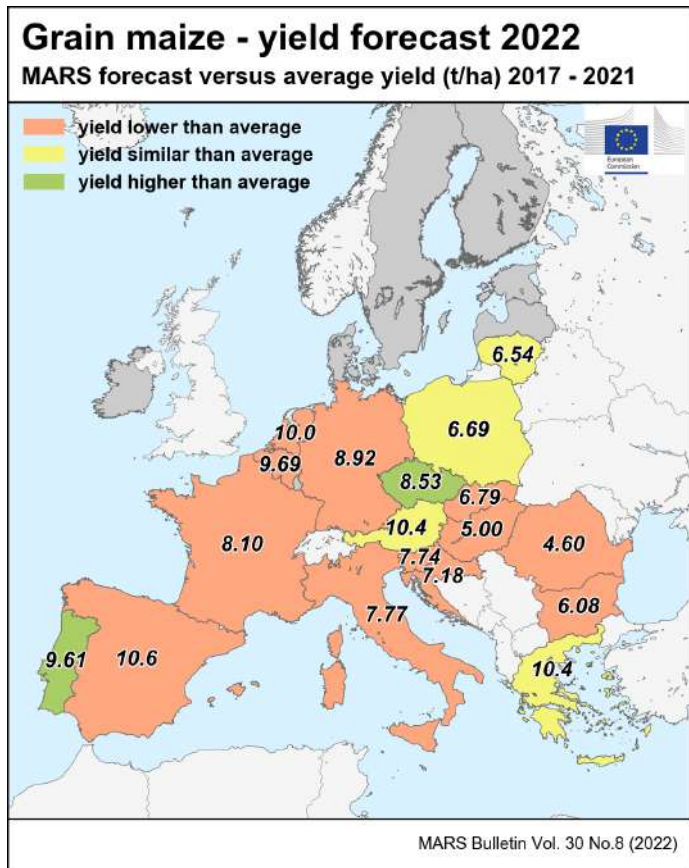 Grain maize - yield forecast 2022
MARS forecast versus average yield (t/ha) 2017 - 2021
yield lower than average
yield similar than average
yield higher than average
European
Commission
6.54
10.0
6.69
9.69
8.92
8.53
6.79
10.4
5.00
8.10
7.74
4.60
7.18
6.08
7.77
9.61
10.6
10.4
MARS Bulletin Vol. 30 No.8 (2022)